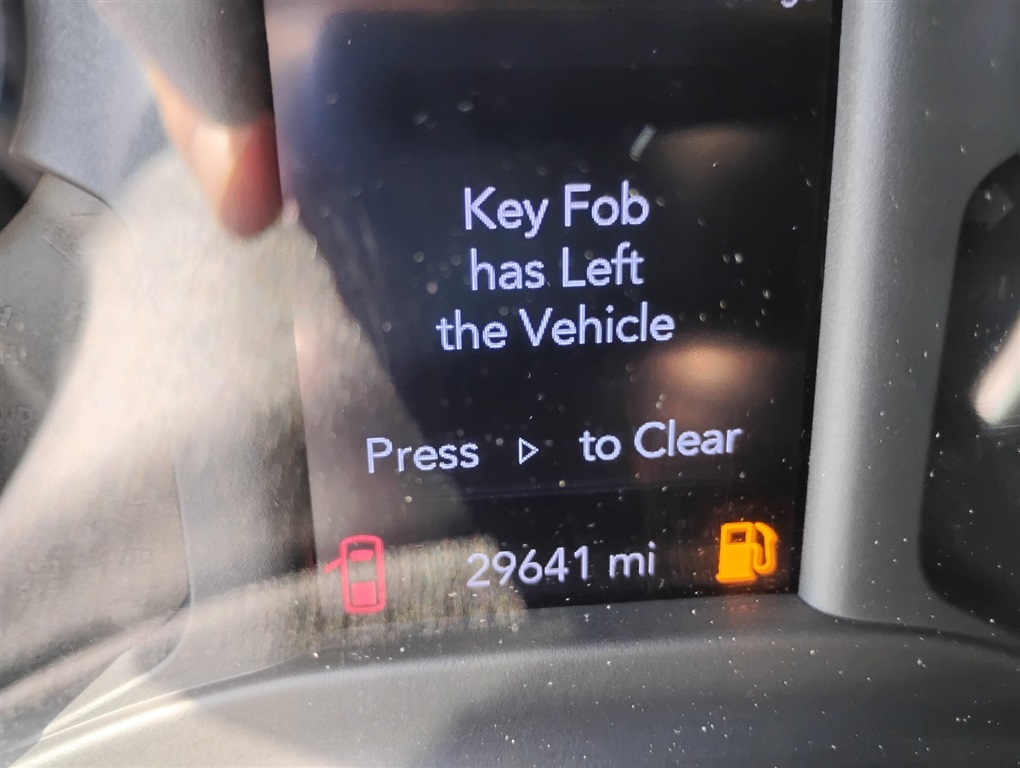 Key Fob
has Left
the Vehicle
Press ▷ to Clear
29641 mi